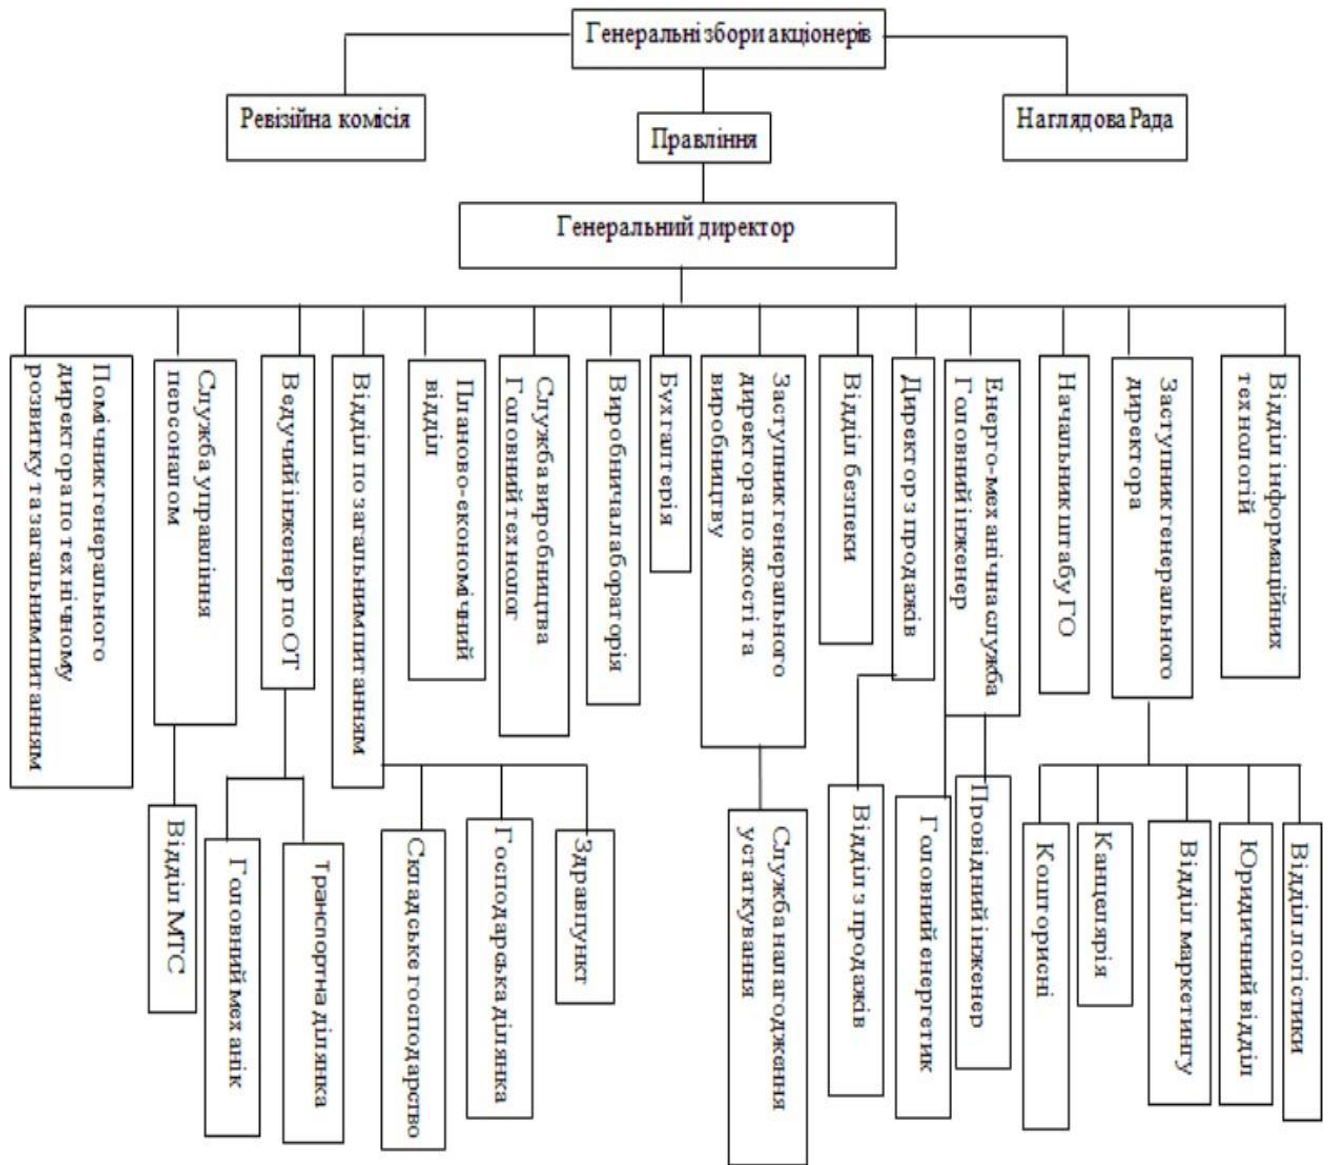 Генеральні збори акціонерів
Ревізійна комісія
Правління
Наглядова Рада
Генеральний директор
Помічник генерального
директора по технічному
розвитку та загальним питанням
Служба управління
персоналом
Ведучий інженер по ОТ
Відділ по загальним питанням
Планово-економічний
відділ
Служба виробництва
Головний технолог
Виробнича лабораторія
Бухгалтерія
Заступник генерального
директора по якості та
виробництву
Відділ безпеки
Директор з продажів
Енерго-механічна служба
Головний інженер
Начальник штабу ГО
Заступник генерального
директора
Відділ інформаційних
технологій
Відділ МТС
Головний механік
Транспортна ділянка
Складське господарство
Господарська ділянка
Здравпункт
Служба налагодження
устаткування
Відділ з продажів
Головний енергетик
Провідний інженер
Кошторисні
Канцелярія
Відділ маркетингу
Юридичний відділ
Відділ логістики